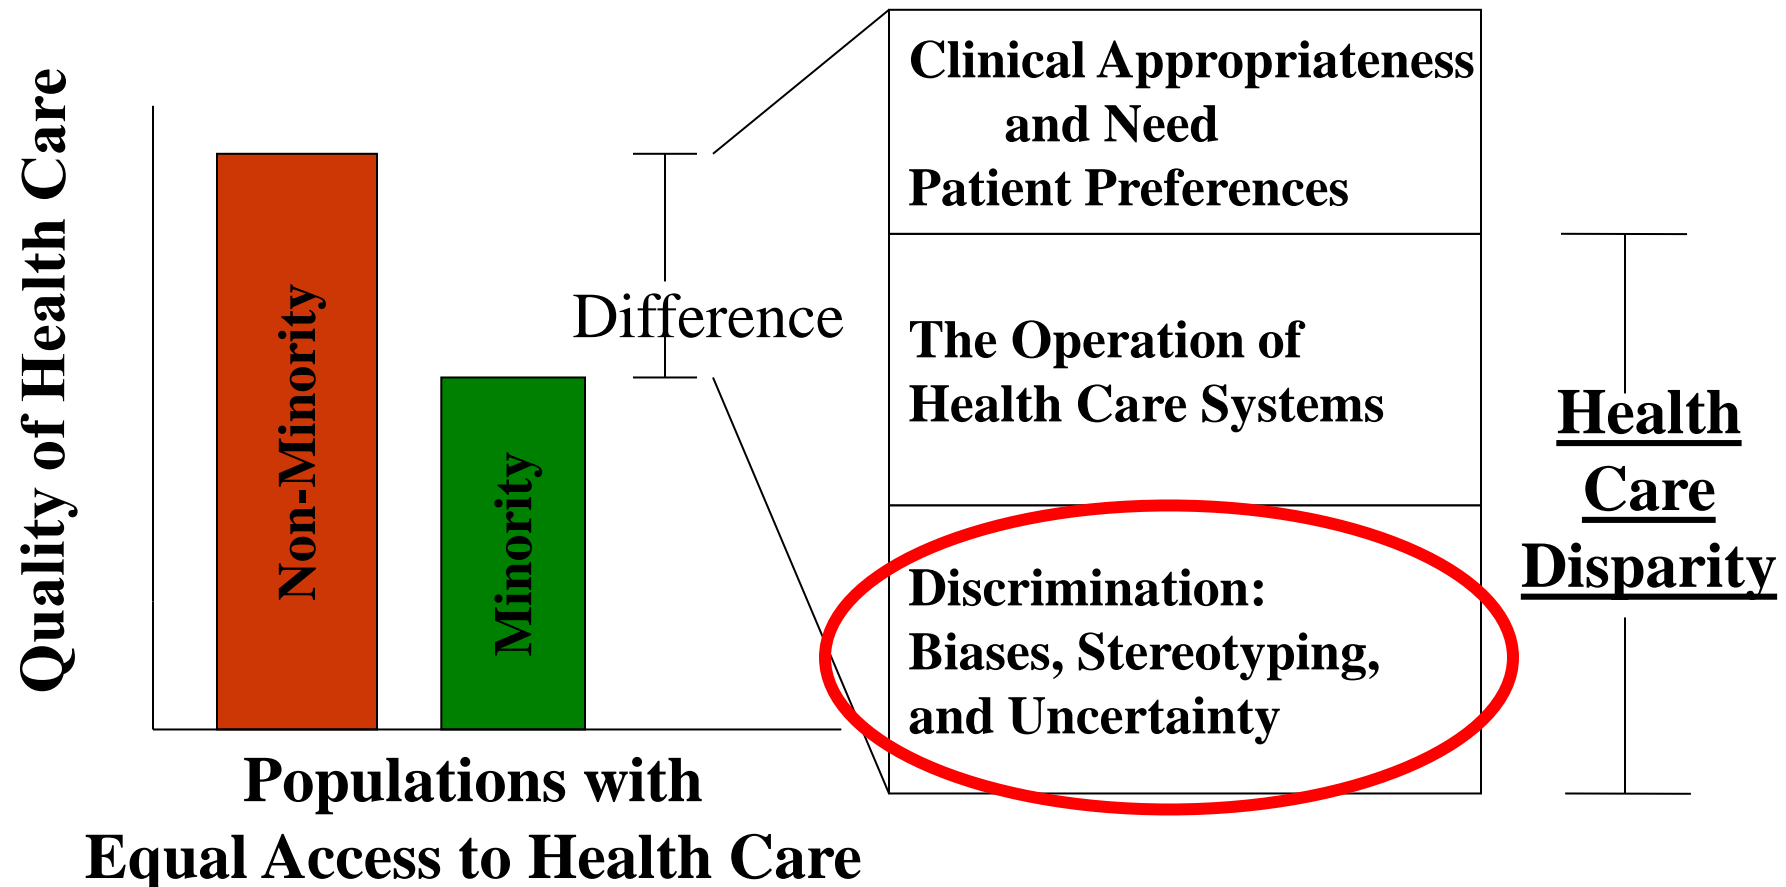 Quality of Health Care
Non-Minority
Minority
Difference
Populations with
Equal Access to Health Care
Clinical Appropriateness
and Need
Patient Preferences
The Operation of
Health Care Systems
Discrimination:
Biases, Stereotyping,
and Uncertainty
Health
Care
Disparity